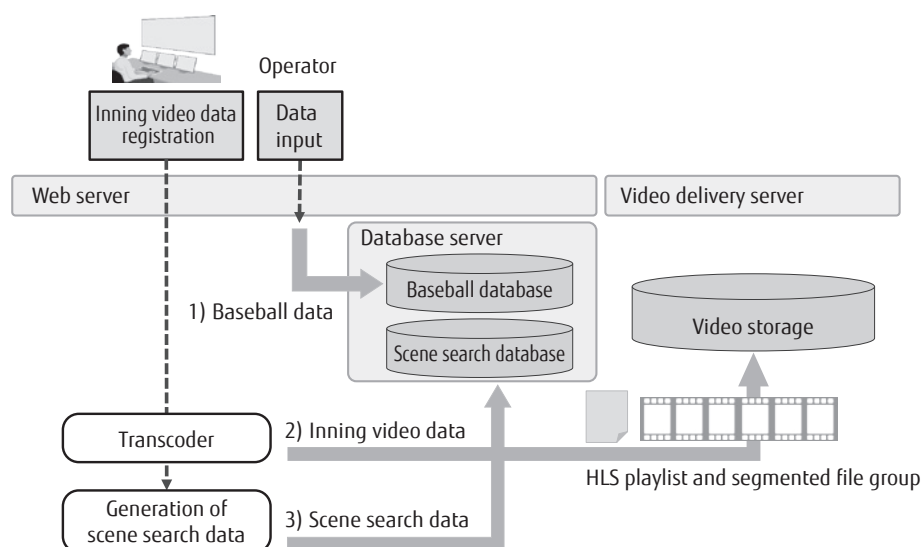 Operator
Inning video data
registration
Data
input
Web server
Video delivery server
Database server
Baseball database
1) Baseball data
Video storage
Scene search database
Transcoder
2) Inning video data
HLS playlist and segmented file group
Generation of
scene search data
3) Scene search data